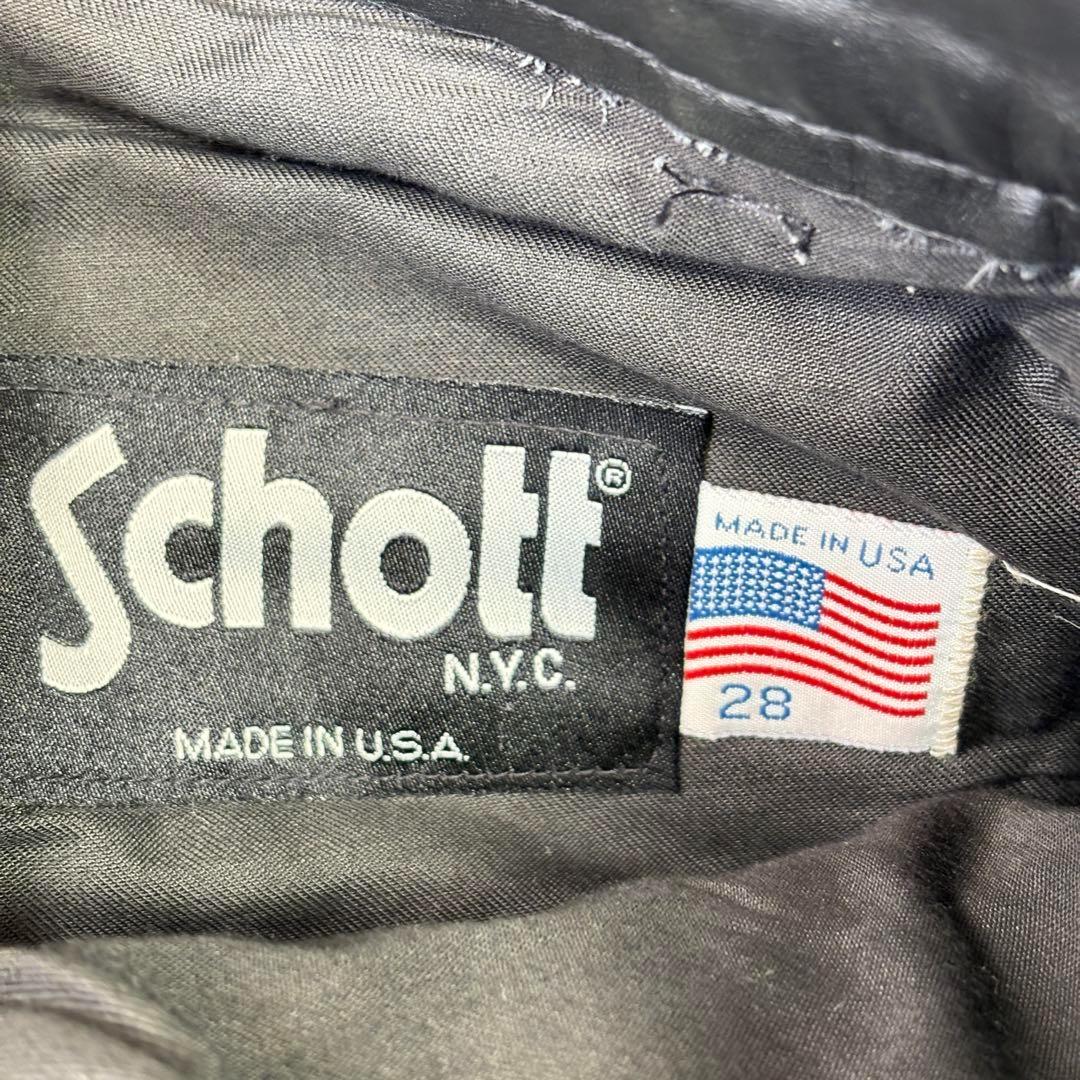 Schott®
N.Y.C.
MADE IN U.S.A.
MADE IN USA
28